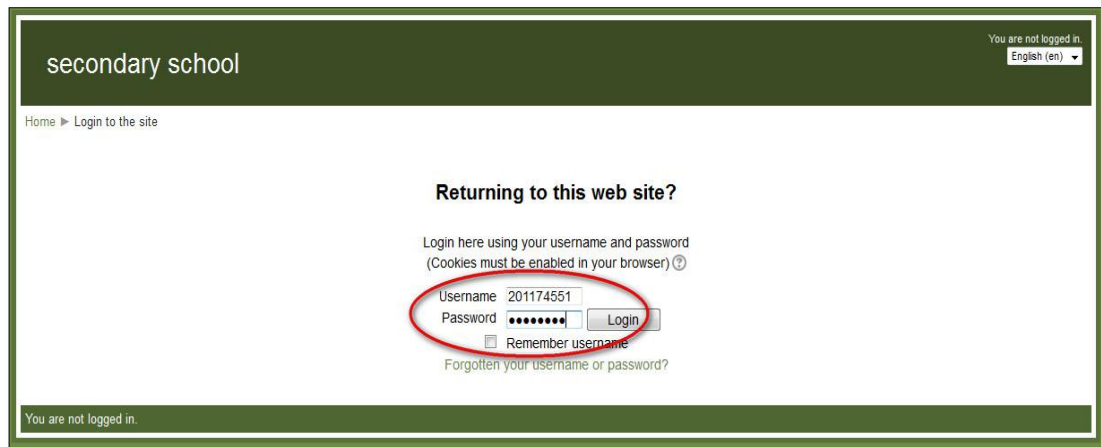 You are not logged in.
English (en)
secondary school
Home ► Login to the site
Returning to this web site?
Login here using your username and password
(Cookies must be enabled in your browser) ?
Username 201174551
Password ●●●●●●●● Login
Remember username
Forgotten your username or password?
You are not logged in.